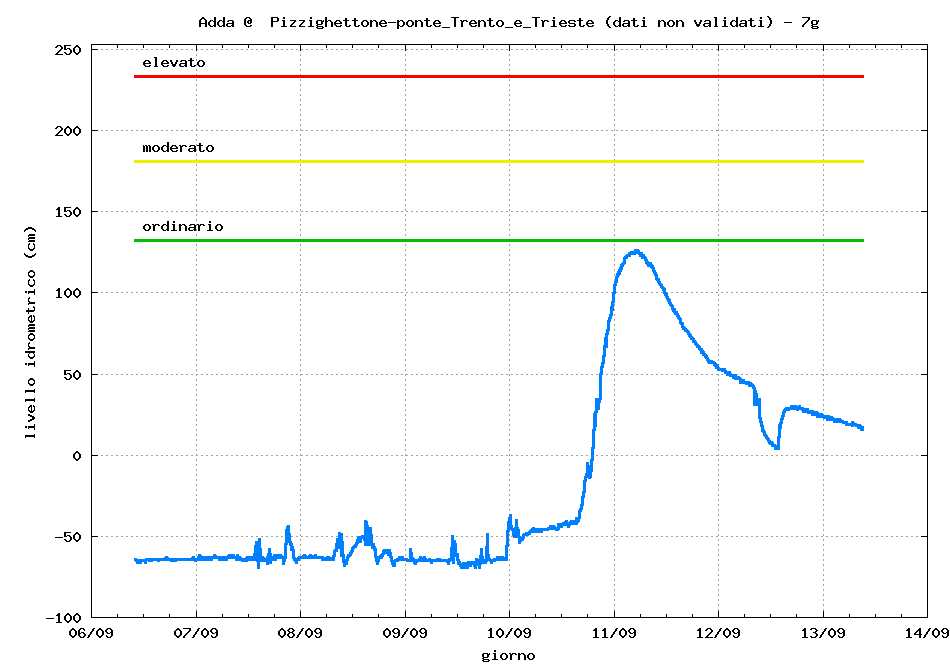 Adda @  Pizzighettone-ponte_Trento_e_Trieste (dati non validati) - 7g
250
elevato
200
moderato
150
ordinario
100
50
0
-50
-100
livello idrometrico (cm)
06/09 07/09 08/09 09/09 10/09 11/09 12/09 13/09 14/09
giorno